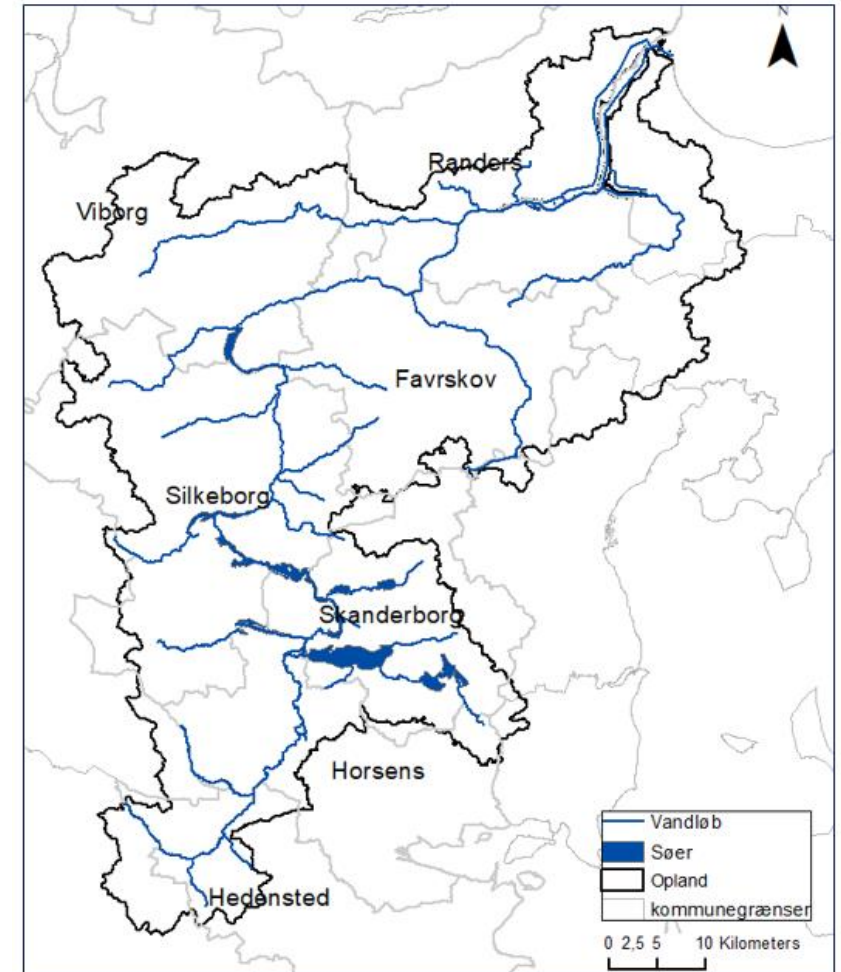 N
Randers
Viborg
Favrskov
Silkeborg
Skanderborg
Horsens
Hedensted
Vandløb
Søer
Opland
kommunegrænser
0 2,5 5 10 Kilometers